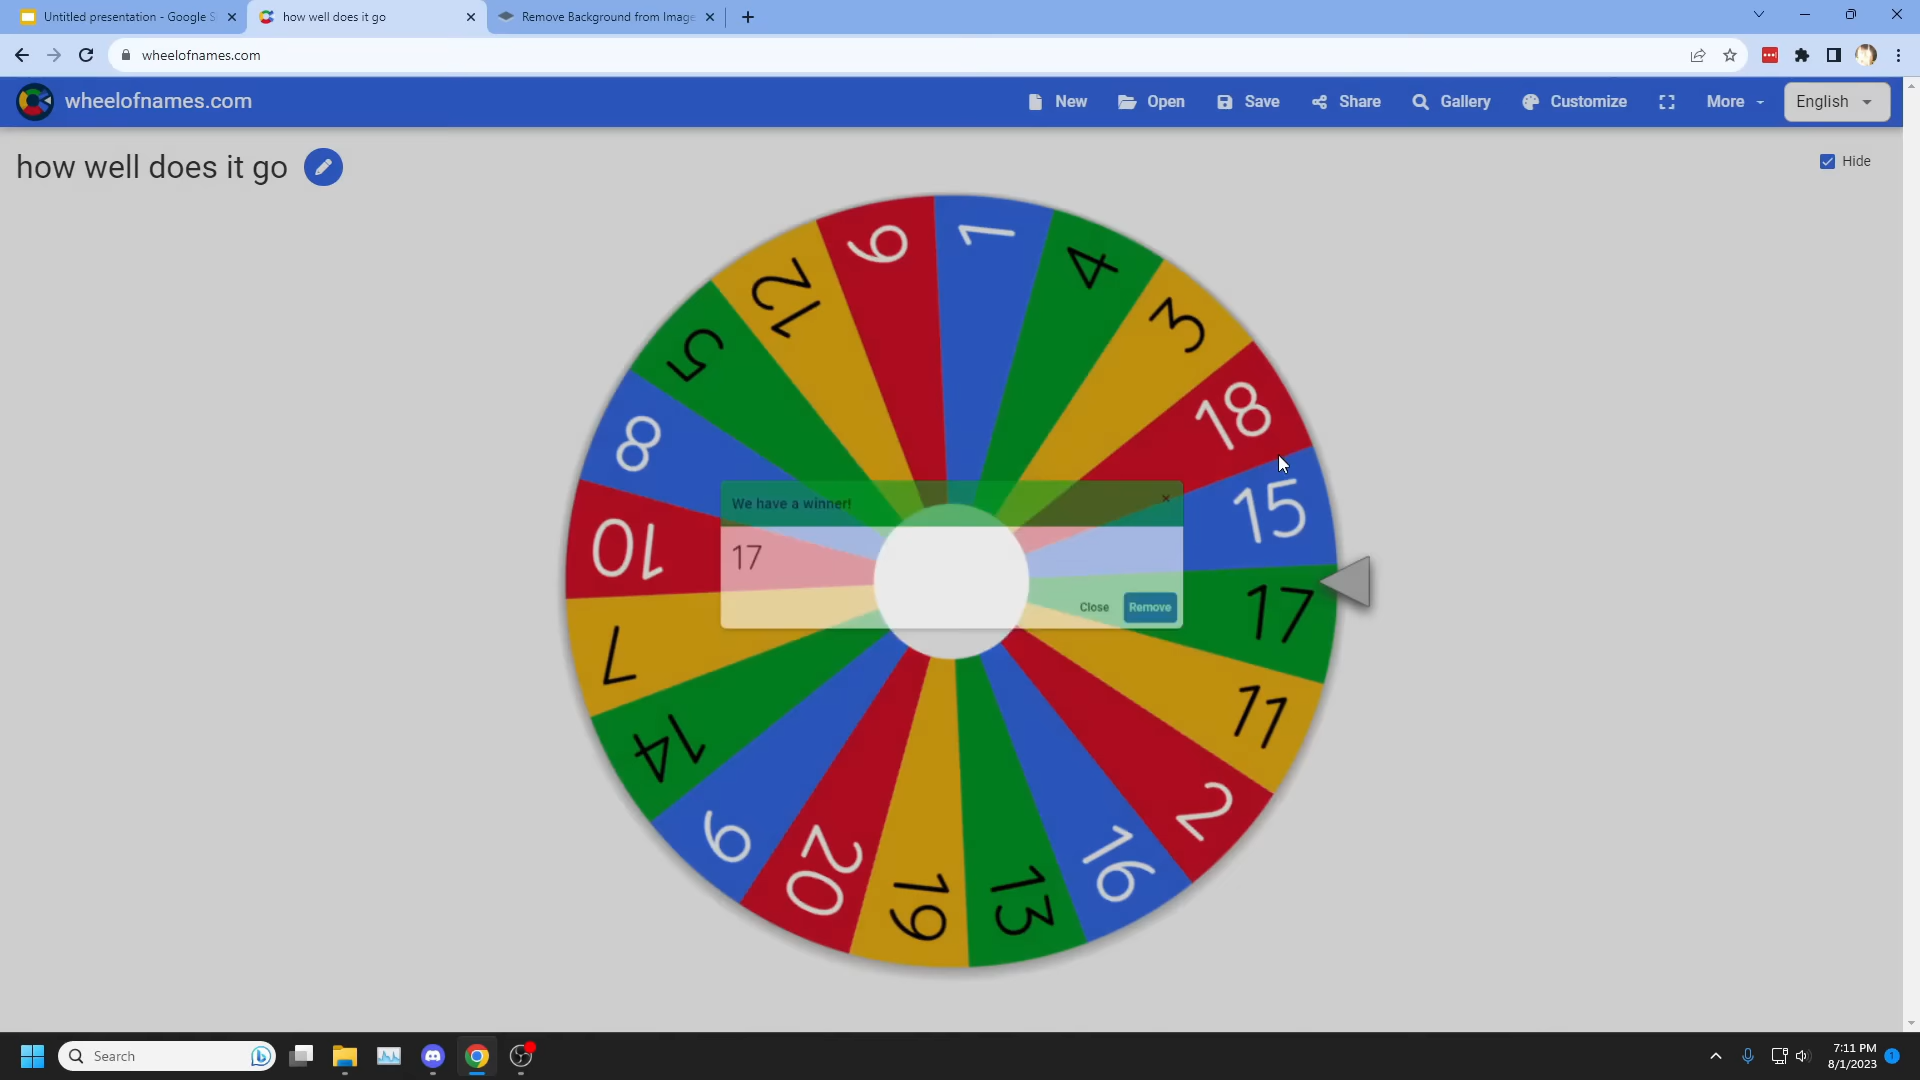 Untitled presentation - Google S
how well does it go
Remove Background from Image
wheelofnames.com
wheelofnames.com
New
Open
Save
Share
Gallery
Customize
More
English
how well does it go
Hide
1
4
3
18
15
17
11
2
16
13
19
20
9
14
7
10
8
5
12
6
We have a winner!
17
Close
Remove
Search
7:11 PM
8/1/2023
1